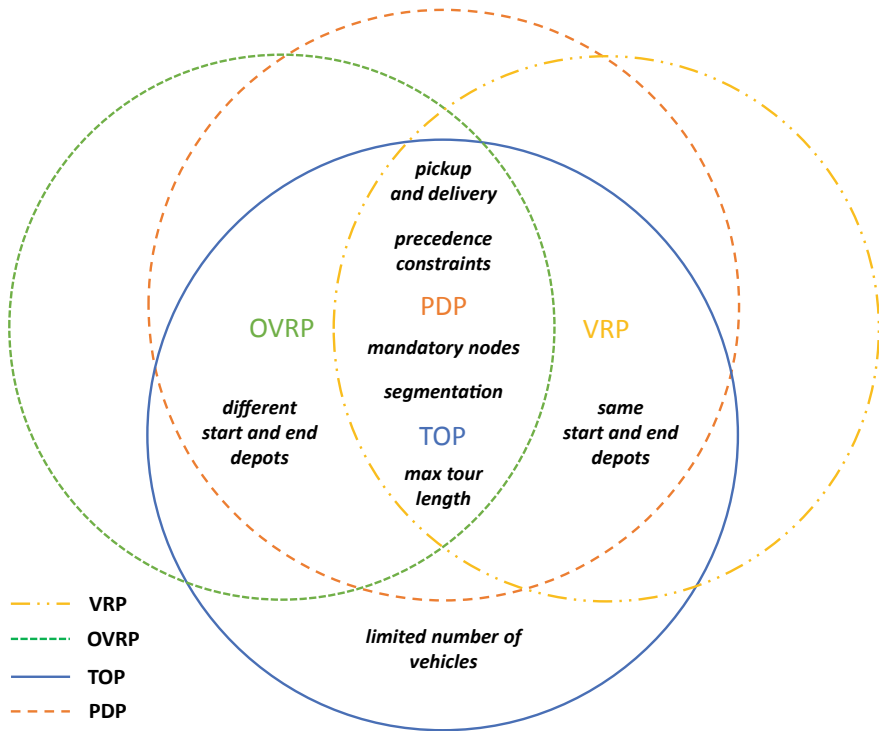 pickup
and delivery
precedence
constraints
PDP
OVRP
VRP
mandatory nodes
segmentation
different
start and end
depots
same
start and end
depots
TOP
max tour
length
limited number of
vehicles
VRP
OVRP
TOP
PDP